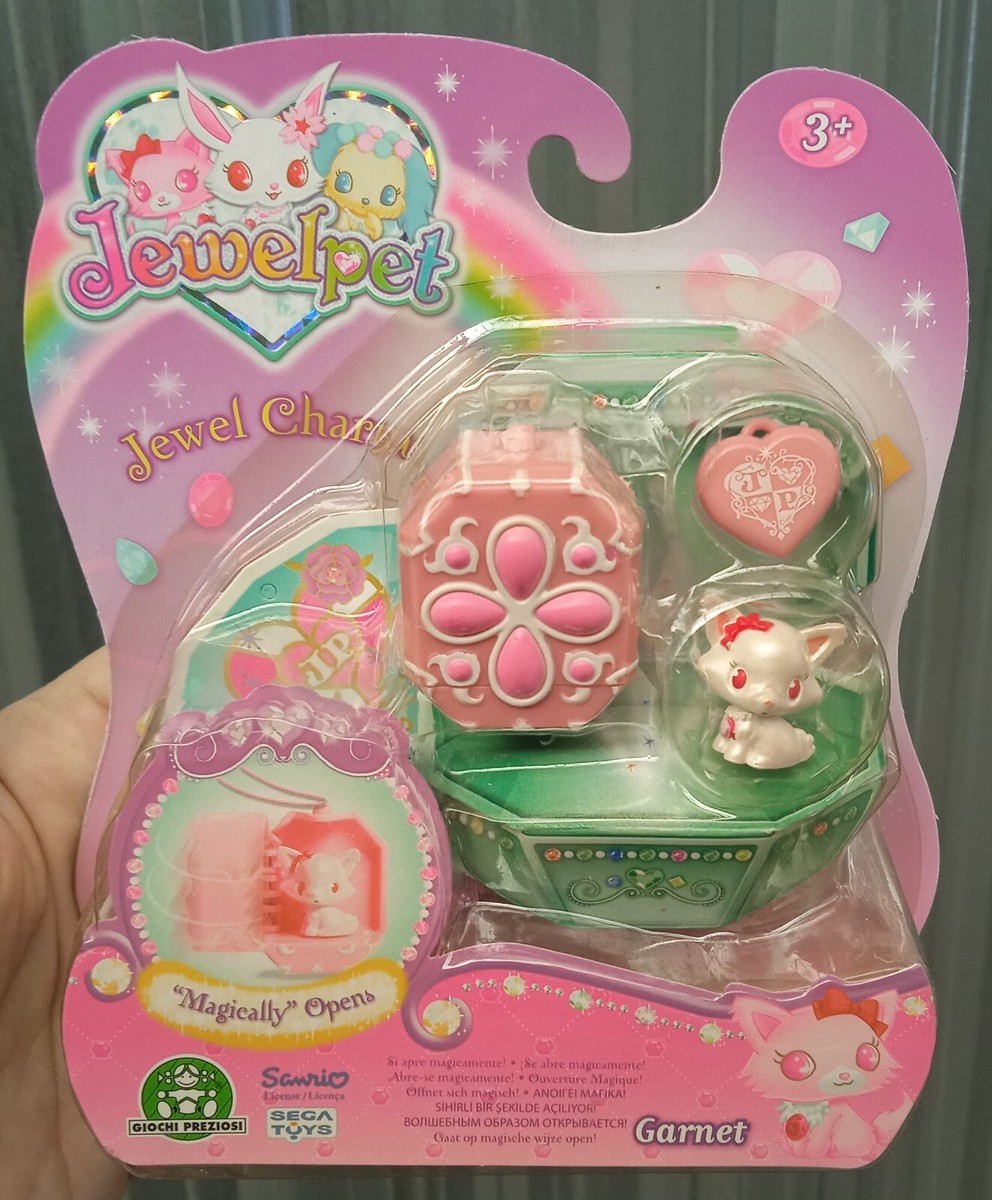 3+
Jewelpet
Jewel Charm
JP
JP
"Magically" Opens
Si apre magicamente! • ¡Se abre mágicamente!
Abre-se magicamente! • Ouverture Magique!
Öffnet sich magisch! • ΑΝΟΙΓΕΙ ΜΑΓΙΚΑ!
SİHİRLİ BİR ŞEKİLDE AÇILIYOR!
ВОЛШЕБНЫМ ОБРАЗОМ ОТКРЫВАЕТСЯ!
Gaat op magische wijze open!
GIOCHI PREZIOSI
Sanrio
License / Licença
SEGA
TOYS
Garnet